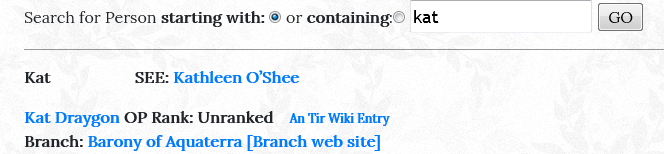 Search for Person starting with: or containing: kat GO
Kat SEE: Kathleen O'Shee
Kat Draygon OP Rank: Unranked An Tir Wiki Entry
Branch: Barony of Aquaterra [Branch web site]